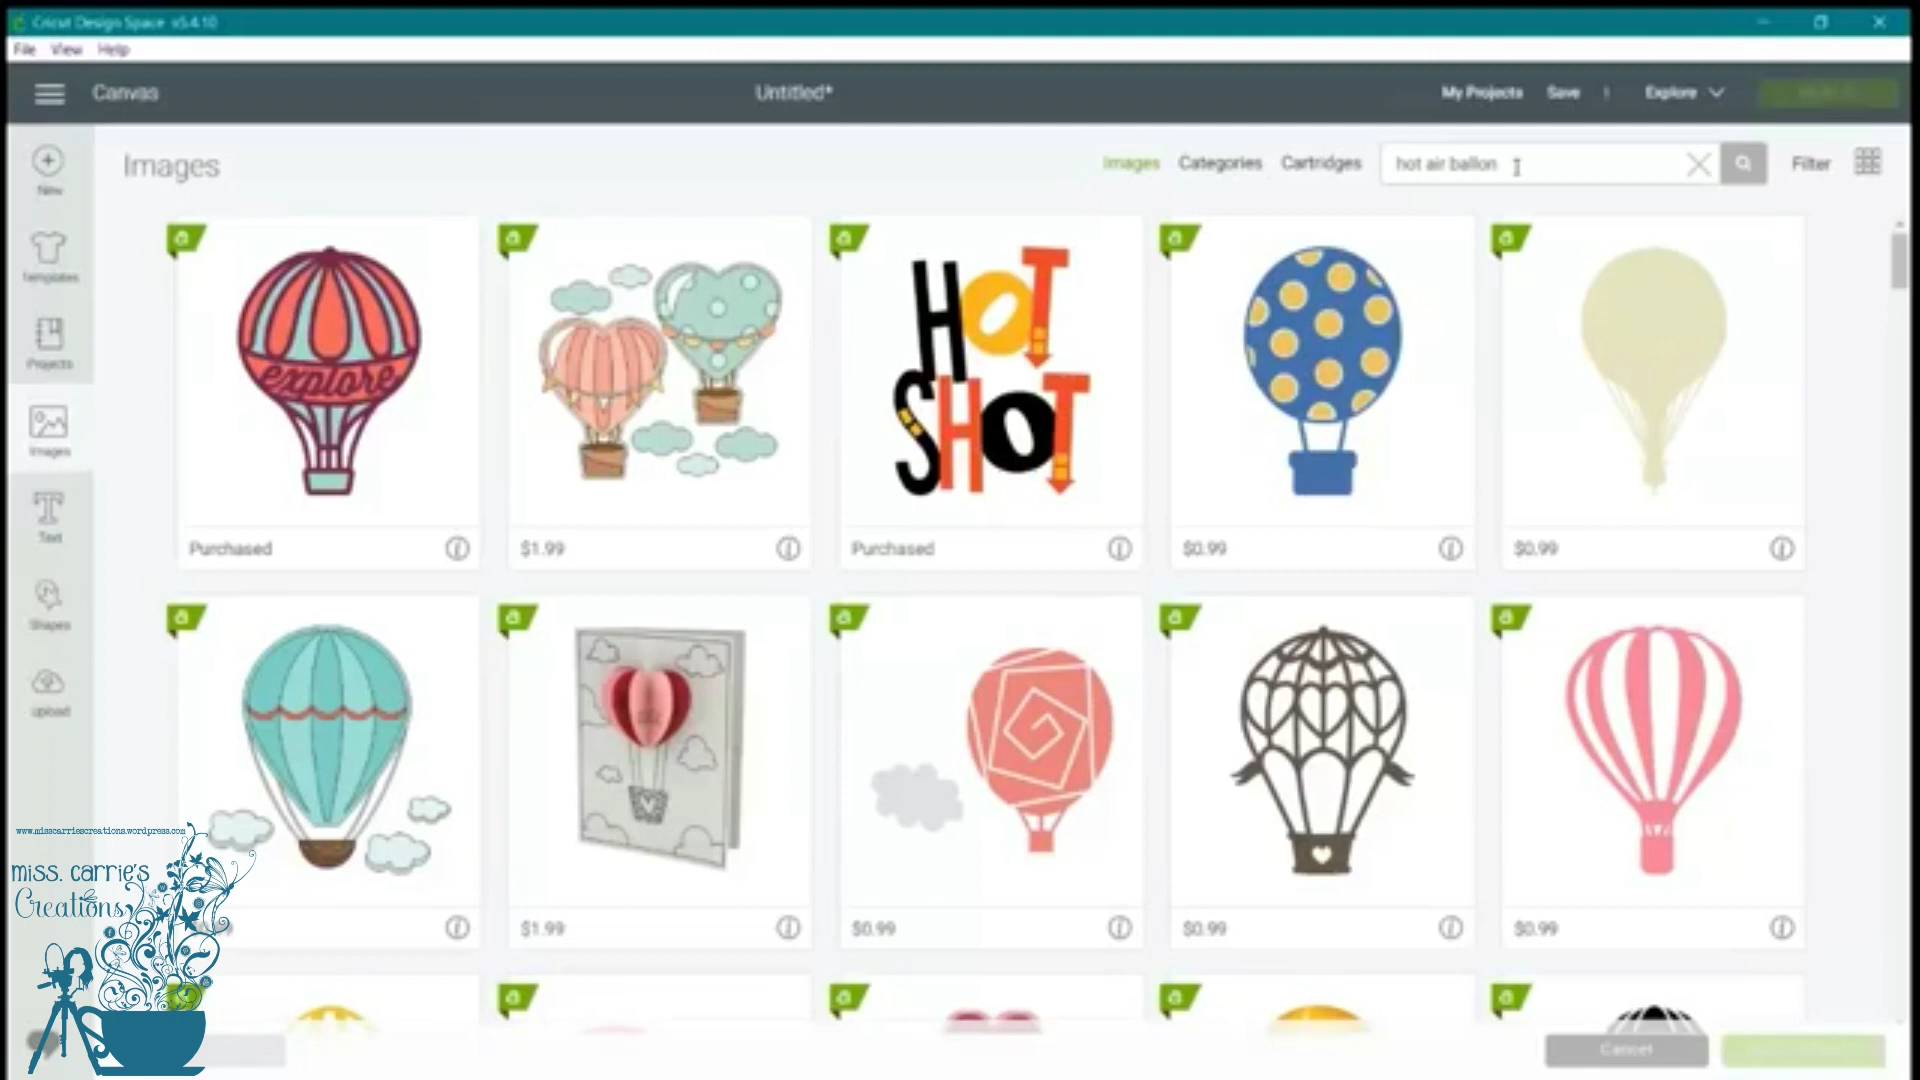 Cricut Design Space v5.4.10
File View Help
Canvas
Untitled*
My Projects Save Explore
New
Templates
Projects
Images
Text
Shapes
Upload
Images
Images Categories Cartridges hot air ballon Filter
explore
HOT
SHOT
Purchased
$1.99
Purchased
$0.99
$0.99
$1.99
$0.99
$0.99
$0.99
www.misscarriescreations.wordpress.com
miss. carrie's
Creations
Cancel